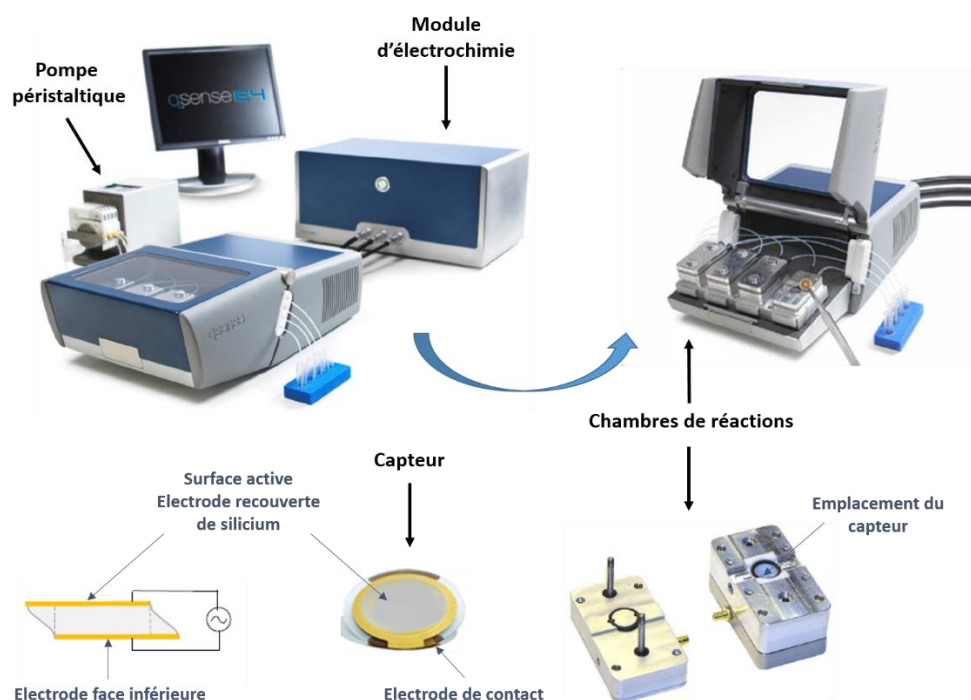 Module
d'électrochimie
Pompe
péristaltique
qsense E4
qsense
Chambres de réactions
Capteur
Surface active
Electrode recouverte
de silicium
Emplacement du
capteur
Electrode face inférieure
Electrode de contact